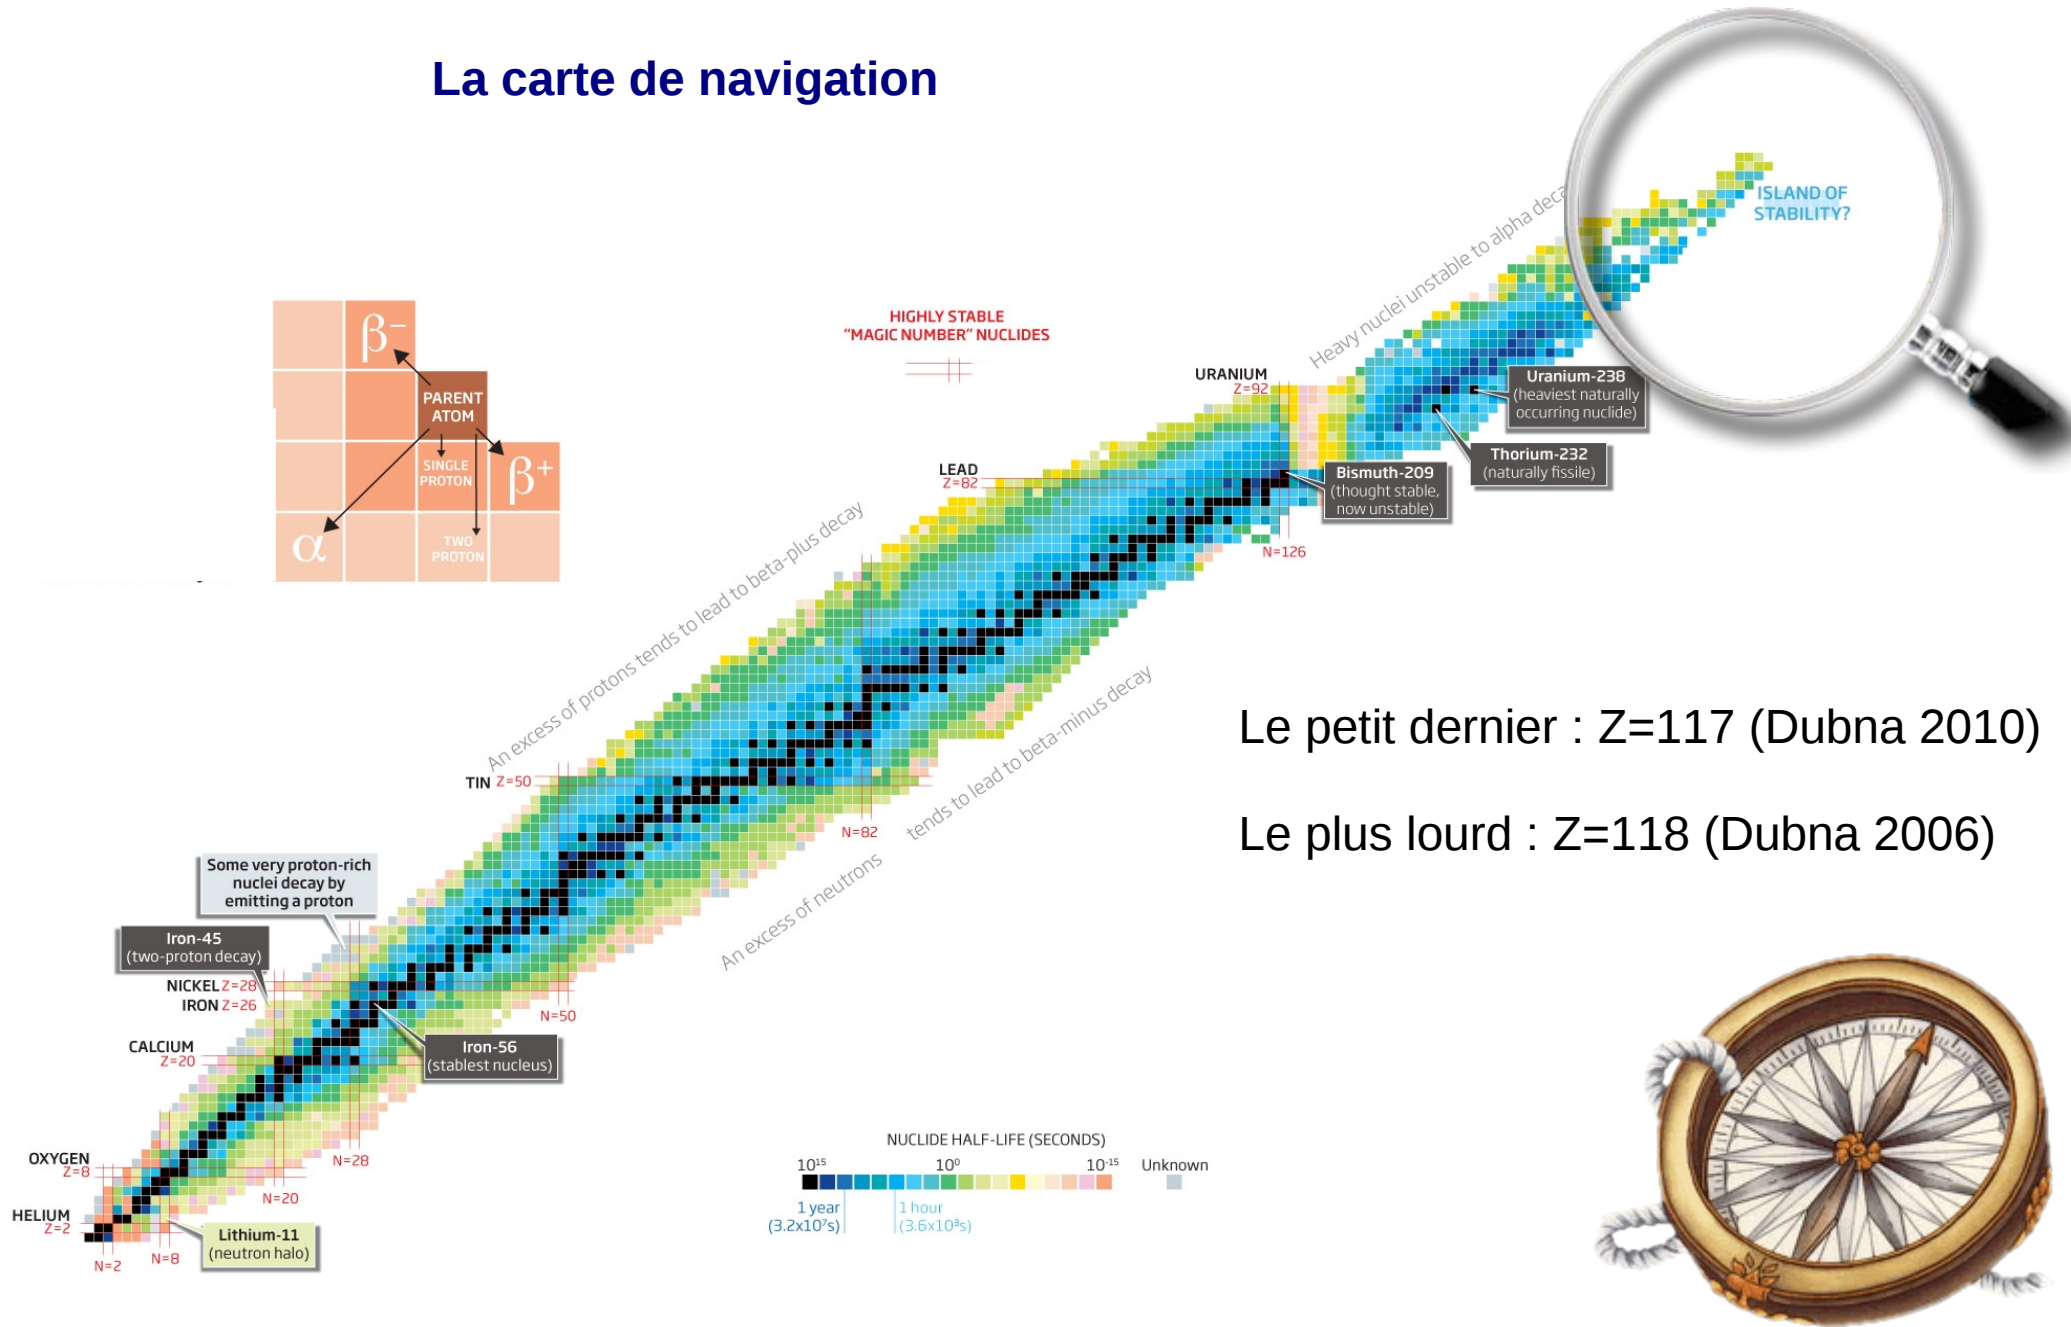 La carte de navigation
ISLAND OF
STABILITY?
Heavy nuclei unstable to alpha deca
β−
PARENT
ATOM
SINGLE
PROTON
β+
α
TWO
PROTON
HIGHLY STABLE
“MAGIC NUMBER” NUCLIDES
URANIUM
Z=92
Uranium-238
(heaviest naturally
occurring nuclide)
Thorium-232
(naturally fissile)
LEAD
Z=82
Bismuth-209
(thought stable,
now unstable)
N=126
An excess of protons tends to lead to beta-plus decay
Le petit dernier : Z=117 (Dubna 2010)
Le plus lourd : Z=118 (Dubna 2006)
TIN Z=50
N=82
An excess of neutrons tends to lead to beta-minus decay
Some very proton-rich
nuclei decay by
emitting a proton
Iron-45
(two-proton decay)
NICKEL Z=28
IRON Z=26
N=50
CALCIUM
Z=20
Iron-56
(stablest nucleus)
OXYGEN
Z=8
N=28
N=20
HELIUM
Z=2
Lithium-11
(neutron halo)
N=8
N=2
NUCLIDE HALF-LIFE (SECONDS)
10¹⁵ 10⁰ 10⁻¹⁵ Unknown
1 year
(3.2x10⁷s)
1 hour
(3.6x10³s)